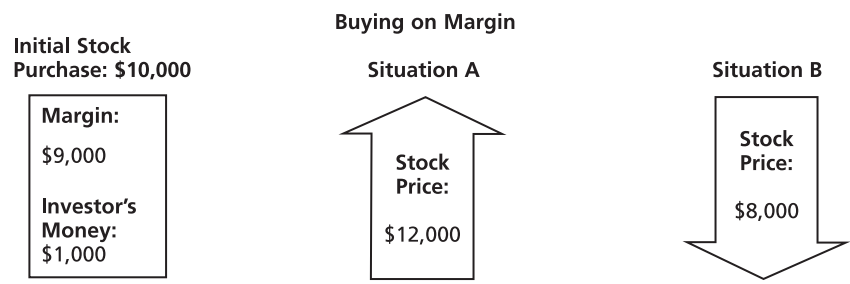 Buying on Margin
Initial Stock
Purchase: $10,000
Margin:
$9,000
Investor's
Money:
$1,000
Situation A
Stock
Price:
$12,000
Situation B
Stock
Price:
$8,000